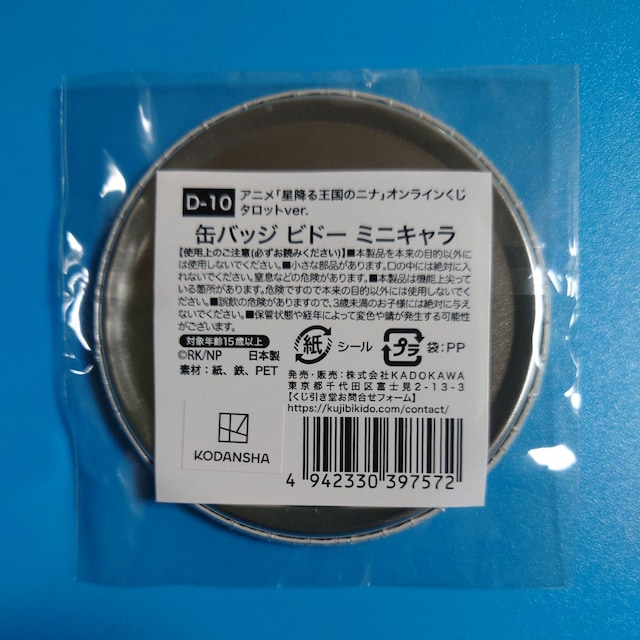 D-10 アニメ「星降る王国のニナ」オンラインくじ
タロットver.
缶バッジ ビドー ミニキャラ
【使用上のご注意(必ずお読みください)】■本製品を本来の目的以外に
は使用しないでください。■小さな部品があります。口の中には絶対に入
れないでください。窒息などの危険があります。■本製品は機能上尖って
いる箇所があります。危険ですので本来の目的以外には使用しないでくだ
さい。■誤飲の危険がありますので、3歳未満のお子様には絶対に与え
ないでください。■保管状態や経年によって変色や錆が発生する可能性
がございます。
対象年齢15歳以上
©RK/NP 日本製
素材：紙、鉄、PET
紙 シール プラ 袋：PP
発売・販売：株式会社KADOKAWA
東京都千代田区富士見2-13-3
【くじ引き堂お問合せフォーム】
https://kujibikido.com/contact/
KODANSHA
4 942330 397572